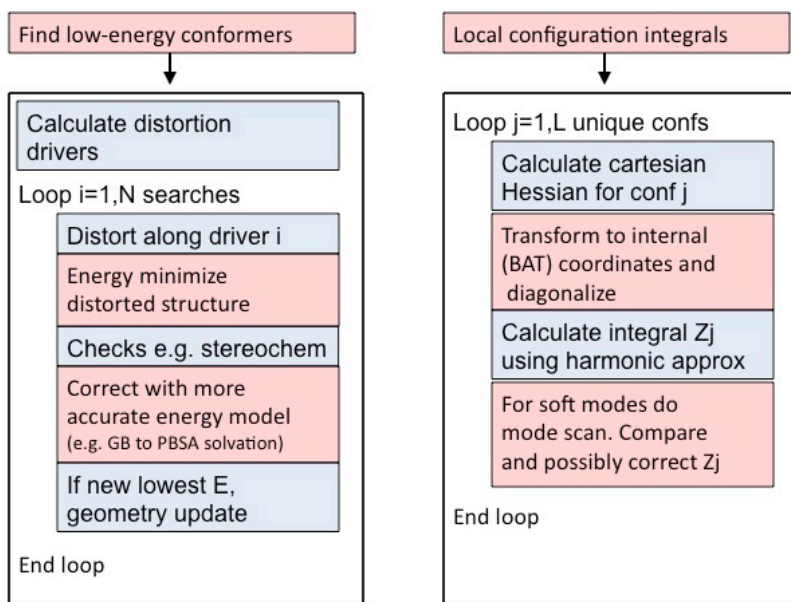 Find low-energy conformers
Calculate distortion
drivers
Loop i=1,N searches
Distort along driver i
Energy minimize
distorted structure
Checks e.g. stereochem
Correct with more
accurate energy model
(e.g. GB to PBSA solvation)
If new lowest E,
geometry update
End loop
Local configuration integrals
Loop j=1,L unique confs
Calculate cartesian
Hessian for conf j
Transform to internal
(BAT) coordinates and
diagonalize
Calculate integral Zj
using harmonic approx
For soft modes do
mode scan. Compare
and possibly correct Zj
End loop